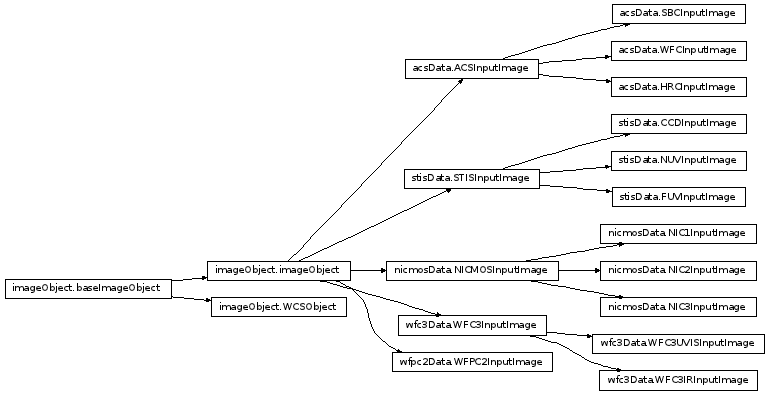 acsData.SBCInputImage
acsData.WFCInputImage
acsData.ACSInputImage
acsData.HRCInputImage
stisData.CCDInputImage
stisData.NUVInputImage
stisData.STISInputImage
stisData.FUVInputImage
nicmosData.NIC1InputImage
imageObject.imageObject
nicmosData.NICMOSInputImage
nicmosData.NIC2InputImage
imageObject.baseImageObject
imageObject.WCSObject
nicmosData.NIC3InputImage
wfc3Data.WFC3InputImage
wfc3Data.WFC3UVISInputImage
wfpc2Data.WFPC2InputImage
wfc3Data.WFC3IRInputImage